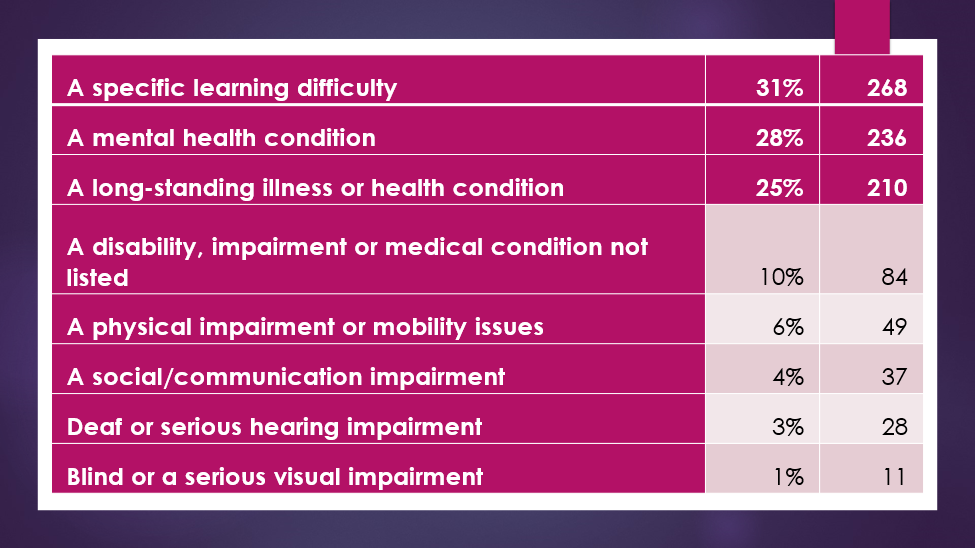 A specific learning difficulty 31% 268
A mental health condition 28% 236
A long-standing illness or health condition 25% 210
A disability, impairment or medical condition not
listed 10% 84
A physical impairment or mobility issues 6% 49
A social/communication impairment 4% 37
Deaf or serious hearing impairment 3% 28
Blind or a serious visual impairment 1% 11